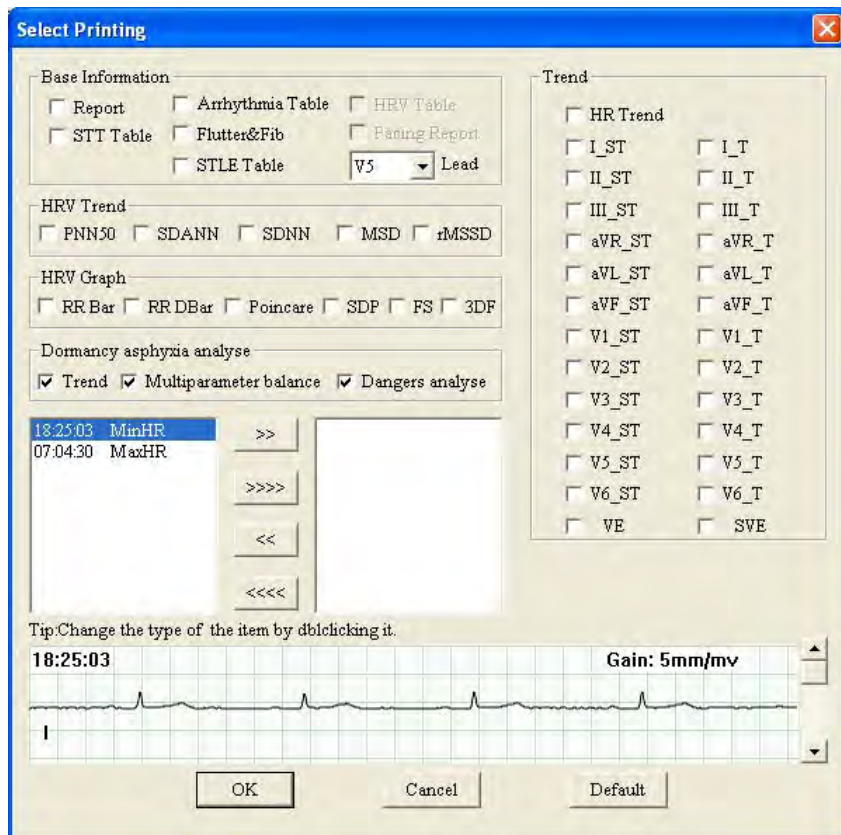 Select Printing
Base Information
Report
Arrhythmia Table
HRV Table
STT Table
Flutter&Fib
Pacing Report
STLE Table
V5
Lead
HRV Trend
PNN50 SDANN SDNN MSD rMSSD
HRV Graph
RR Bar RR DBar Poincare SDP FS 3DF
Dormancy asphyxia analyse
Trend Multiparameter balance Dangers analyse
18:25:03 MinHR
07:04:30 MaxHR
>>
>>>>
<<
<<<<
Trend
HR Trend
I_ST I_T
II_ST II_T
III_ST III_T
aVR_ST aVR_T
aVL_ST aVL_T
aVF_ST aVF_T
V1_ST V1_T
V2_ST V2_T
V3_ST V3_T
V4_ST V4_T
V5_ST V5_T
V6_ST V6_T
VE SVE
Tip:Change the type of the item by dblclicking it.
18:25:03 Gain: 5mm/mv
I
OK Cancel Default